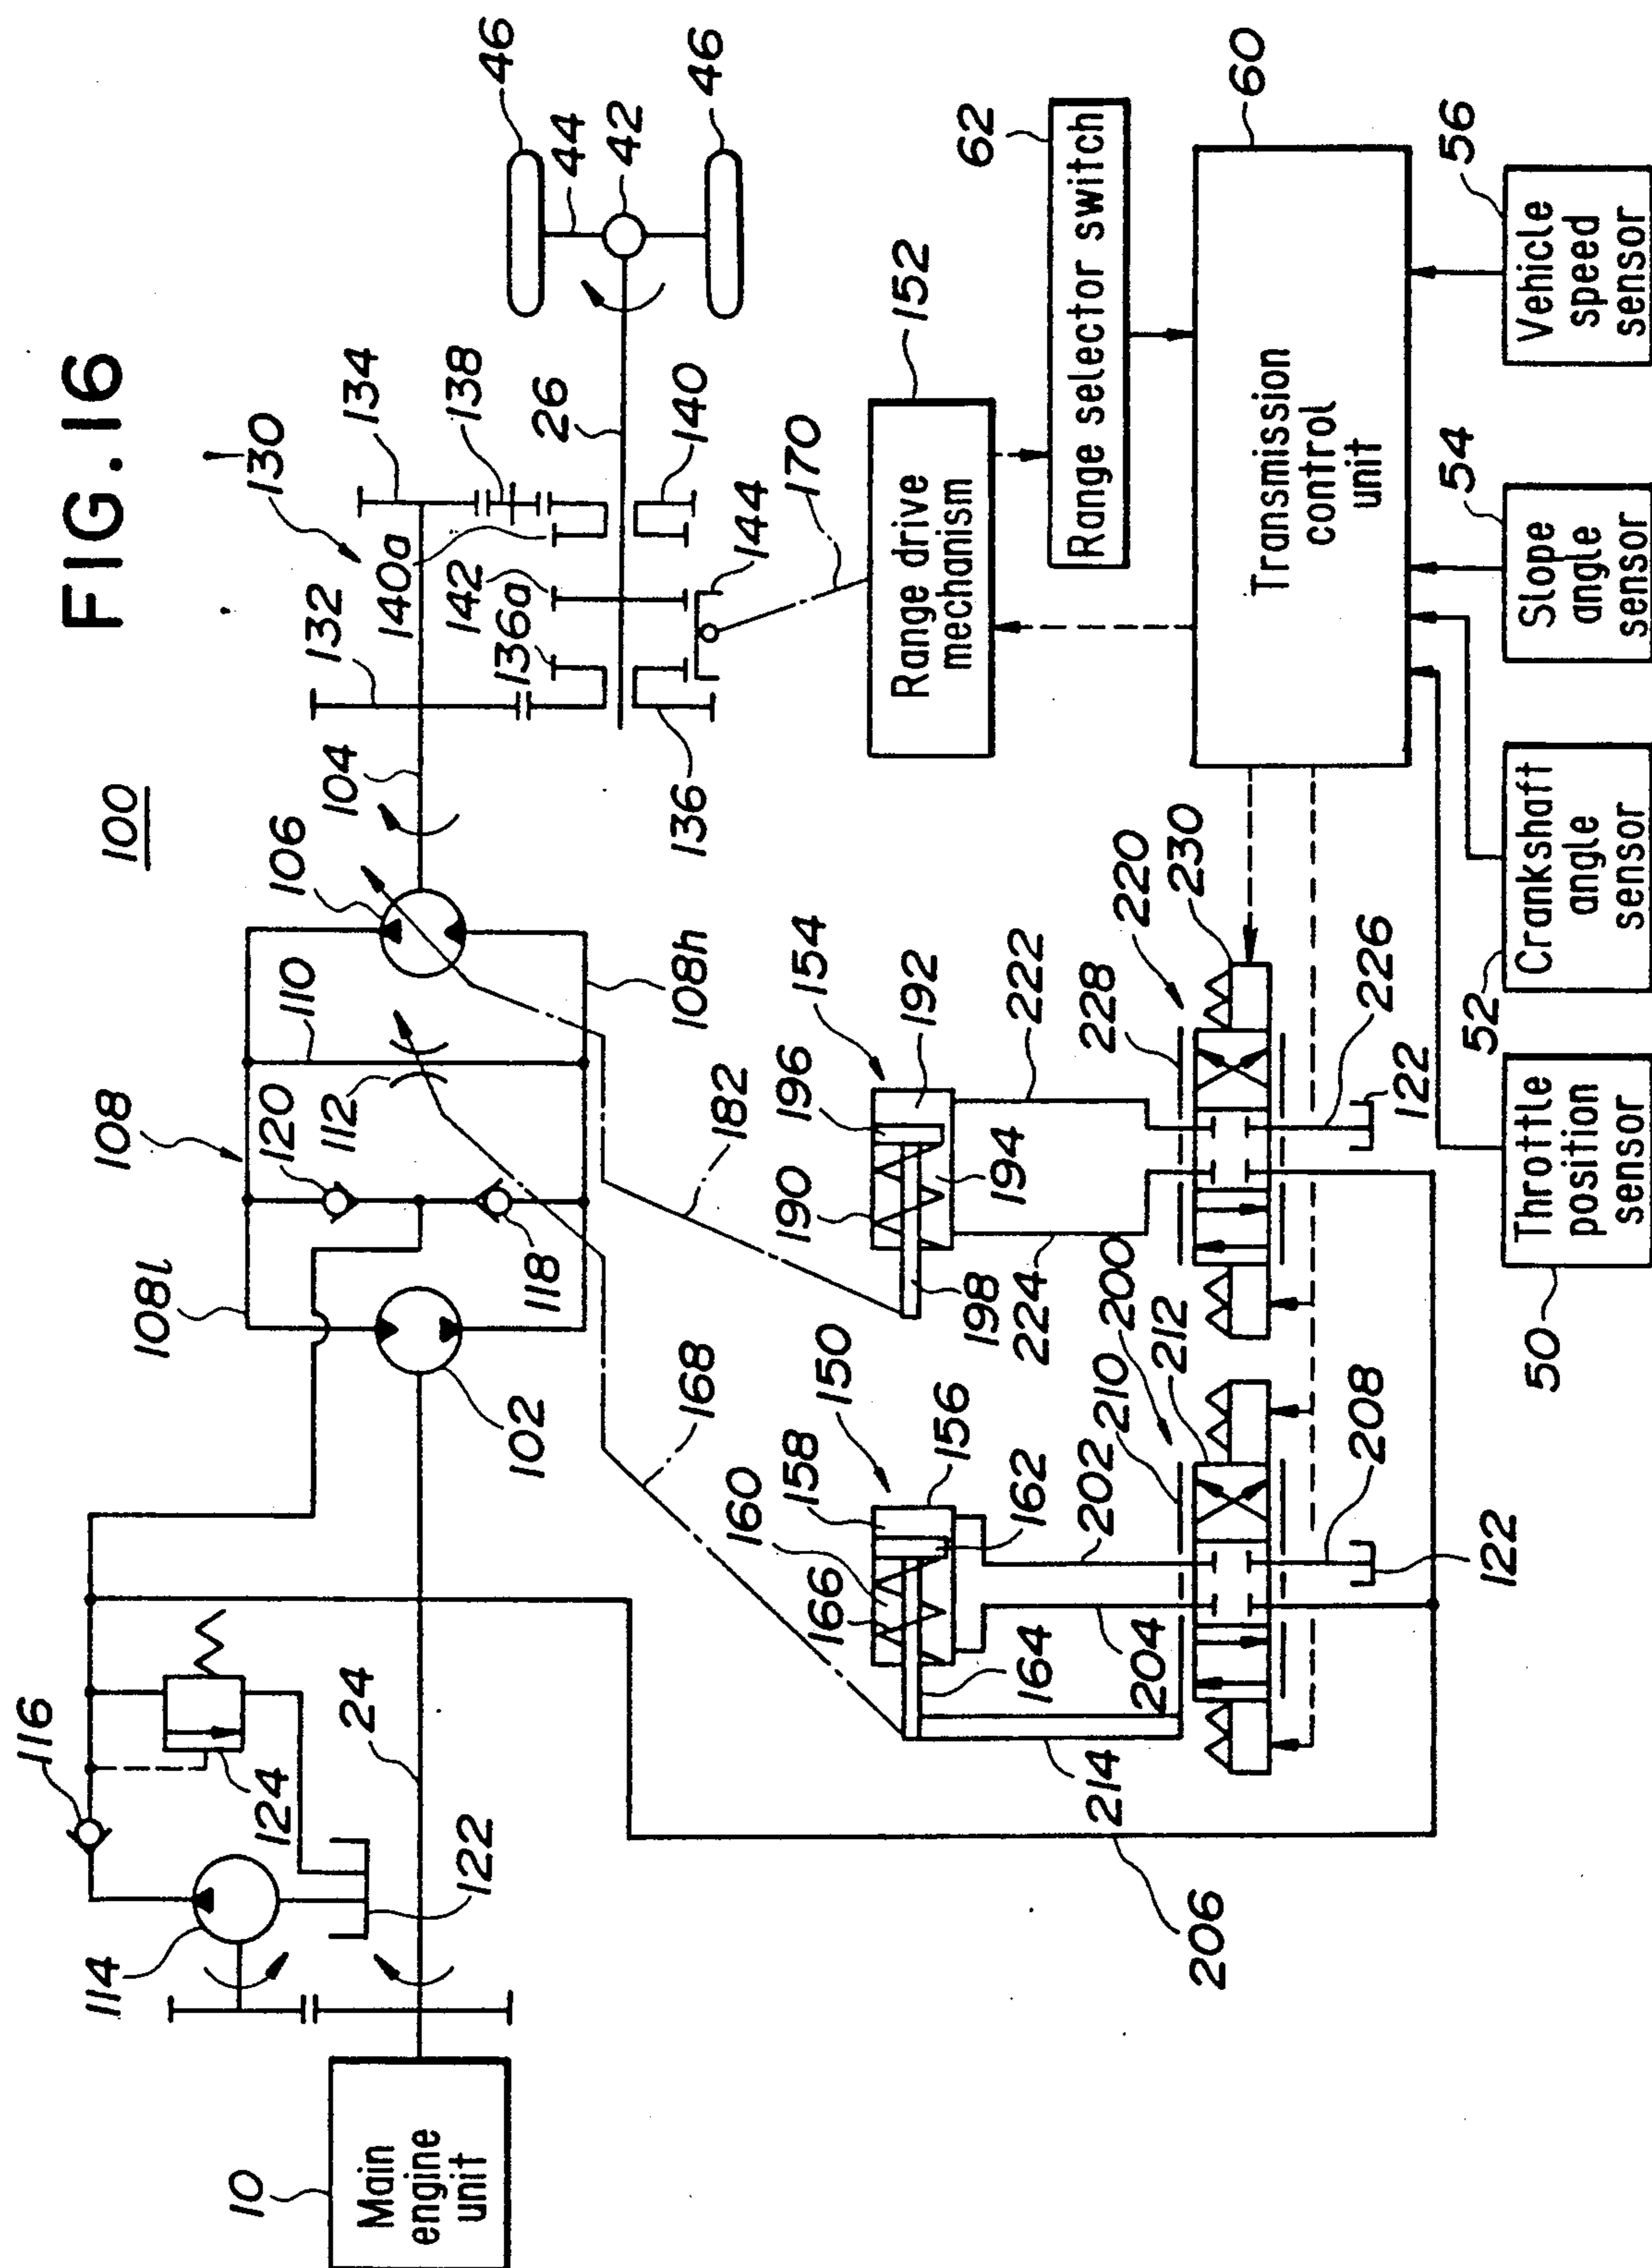 FIG.16
100
10
Main
engine
unit
114
116
124
122
24
108l
108
120
112
110
106
104
132
130
134
140a
142
136a
138
26
46
44
42
46
102
118
108h
136
140
144
170
168
182
150
160
158
166
156
162
164
202
204
214
206
154
190
196
192
194
198
222
224
200
210
212
208
122
220
228
230
226
122
Range drive
mechanism
152
Range selector switch
62
Transmission
control
unit
60
Throttle
position
sensor
50
Crankshaft
angle
sensor
52
Slope
angle
sensor
54
Vehicle
speed
sensor
56